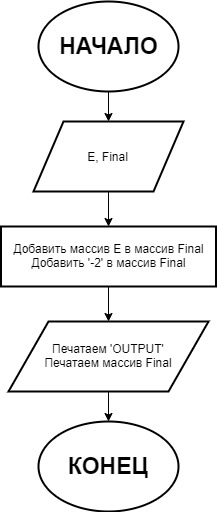 НАЧАЛО
E, Final
Добавить массив E в массив Final
Добавить '-2' в массив Final
Печатаем 'OUTPUT'
Печатаем массив Final
КОНЕЦ